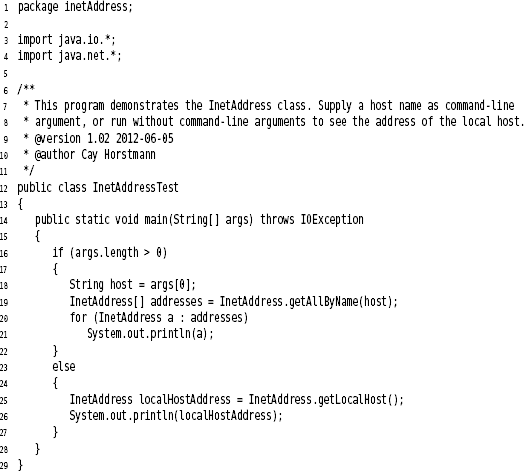 1 package inetAddress;
2
3 import java.io.*;
4 import java.net.*;
5
6 /**
7  * This program demonstrates the InetAddress class. Supply a host name as command-line
8  * argument, or run without command-line arguments to see the address of the local host.
9  * @version 1.02 2012-06-05
10  * @author Cay Horstmann
11  */
12 public class InetAddressTest
13 {
14    public static void main(String[] args) throws IOException
15    {
16       if (args.length > 0)
17       {
18          String host = args[0];
19          InetAddress[] addresses = InetAddress.getAllByName(host);
20          for (InetAddress a : addresses)
21             System.out.println(a);
22       }
23       else
24       {
25          InetAddress localHostAddress = InetAddress.getLocalHost();
26          System.out.println(localHostAddress);
27       }
28    }
29 }